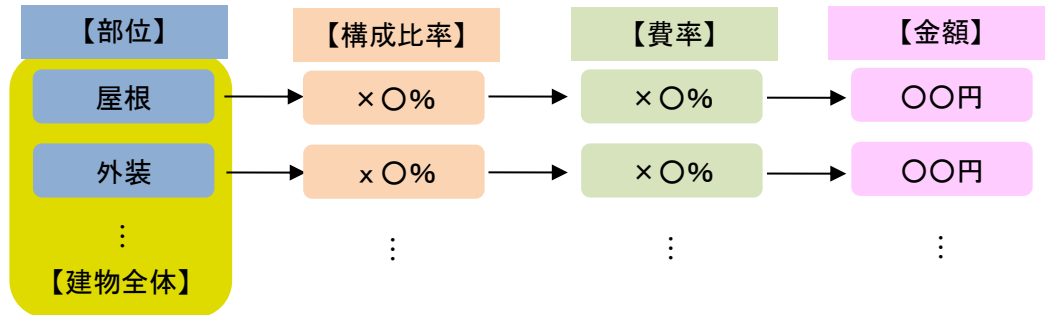 【部位】 【構成比率】 【費率】 【金額】
屋根 ×〇% ×〇% 〇〇円
外装 x 〇% ×〇% 〇〇円
⋮ ⋮ ⋮ ⋮
【建物全体】